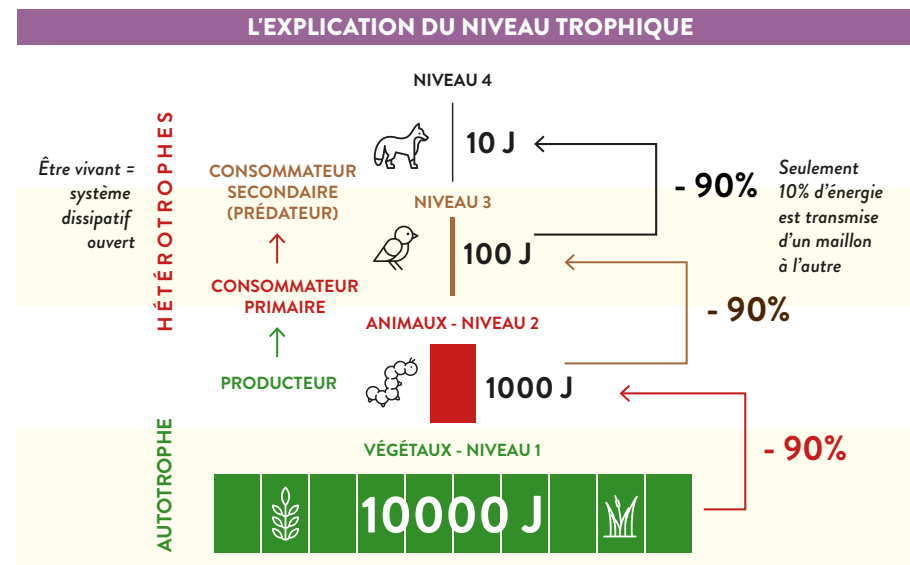 L'EXPLICATION DU NIVEAU TROPHIQUE
NIVEAU 4
10 J
- 90%
Seulement
10% d'énergie
est transmise
d'un maillon
à l'autre
Être vivant =
système
dissipatif
ouvert
HÉTÉROTROPHES
CONSOMMATEUR
SECONDAIRE
(PRÉDATEUR)
NIVEAU 3
100 J
CONSOMMATEUR
PRIMAIRE
- 90%
ANIMAUX - NIVEAU 2
PRODUCTEUR
1000 J
AUTOTROPHE
VÉGÉTAUX - NIVEAU 1
- 90%
10000 J